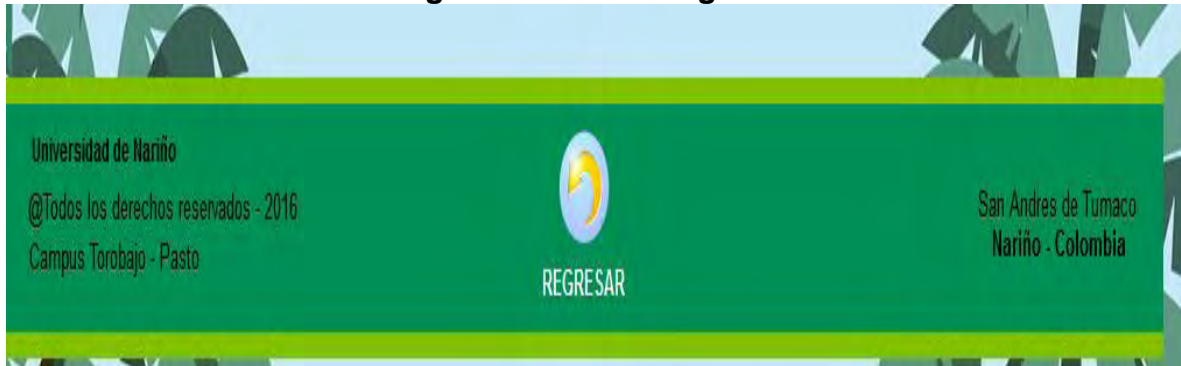 Universidad de Nariño
@Todos los derechos reservados - 2016
Campus Torobajo - Pasto
REGRESAR
San Andres de Tumaco
Nariño - Colombia